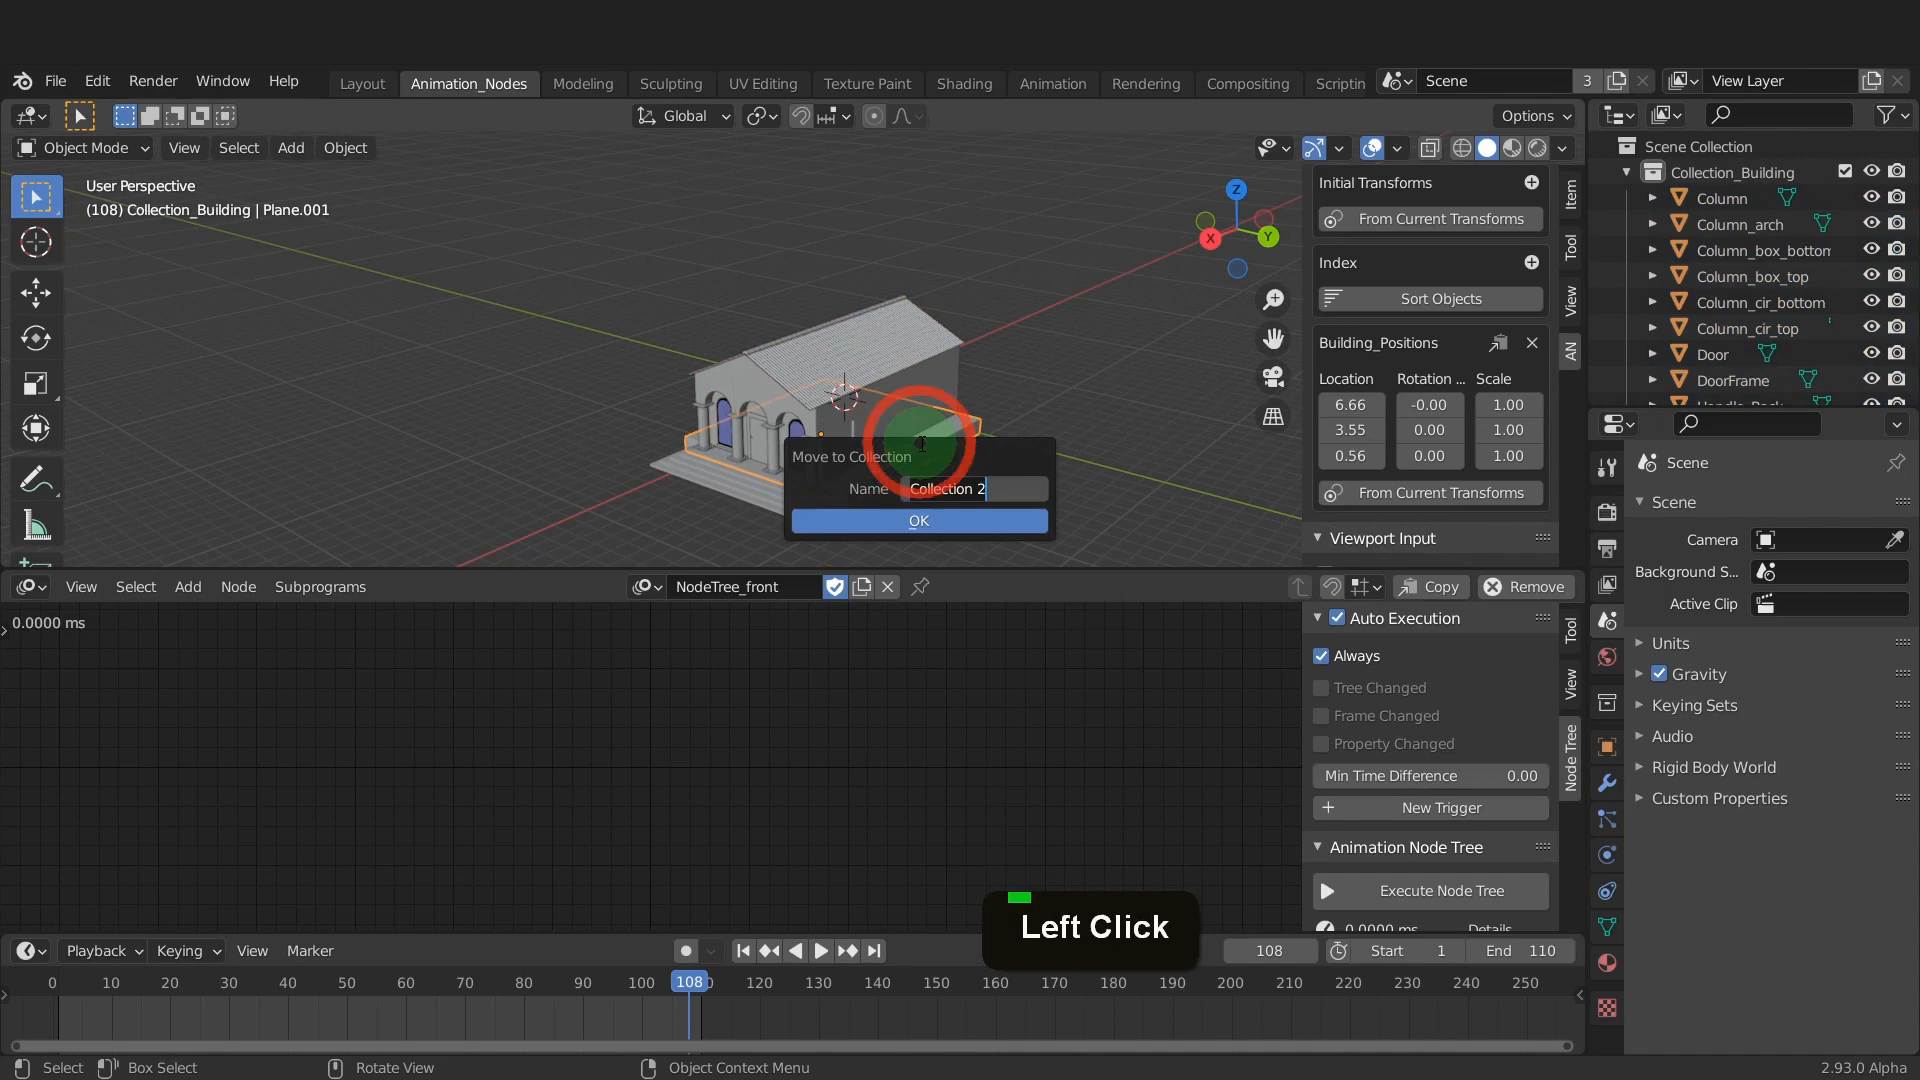 File Edit Render Window Help
Layout Animation_Nodes Modeling Sculpting UV Editing Texture Paint Shading Animation Rendering Compositing Scriptin
Scene 3 View Layer
Global
Options
Object Mode View Select Add Object
User Perspective
(108) Collection_Building | Plane.001
Z
Y
X
Initial Transforms
From Current Transforms
Index
Sort Objects
Building_Positions
Location Rotation ... Scale
6.66 -0.00 1.00
3.55 0.00 1.00
0.56 0.00 1.00
From Current Transforms
Viewport Input
Item
Tool
View
AN
Move to Collection
Name Collection 2
OK
Scene Collection
Collection_Building
Column
Column_arch
Column_box_bottom
Column_box_top
Column_cir_bottom
Column_cir_top
Door
DoorFrame
Scene
Scene
Camera
Background S...
Active Clip
Units
Gravity
Keying Sets
Audio
Rigid Body World
Custom Properties
View Select Add Node Subprograms
NodeTree_front
Copy Remove
0.0000 ms
Auto Execution
Always
Tree Changed
Frame Changed
Property Changed
Min Time Difference 0.00
New Trigger
Animation Node Tree
Execute Node Tree
0.0000 ms Details
Tool
View
Node Tree
Left Click
Playback Keying View Marker
108 Start 1 End 110
0 10 20 30 40 50 60 70 80 90 100 108 0 120 130 140 150 160 170 180 190 200 210 220 230 240 250
Select Box Select Rotate View Object Context Menu 2.93.0 Alpha